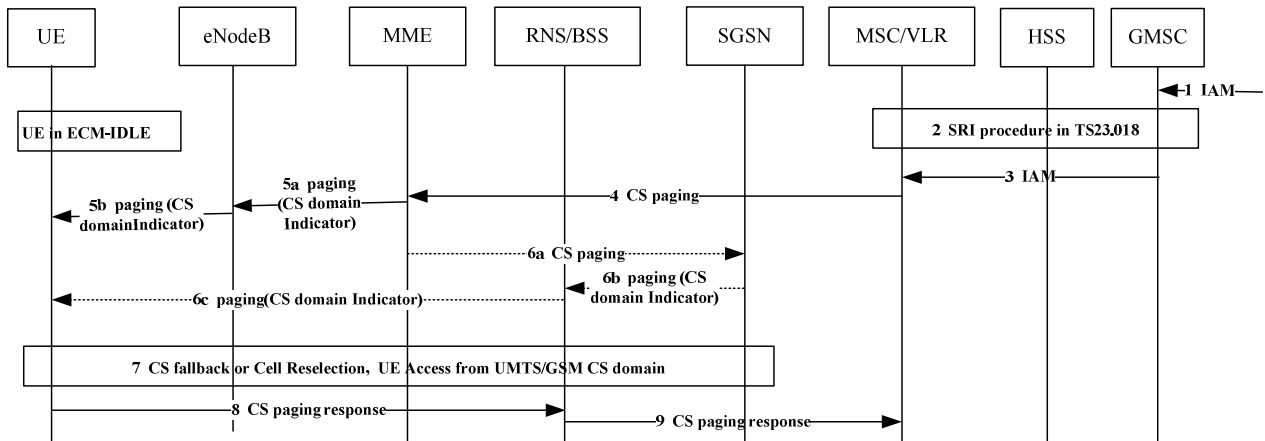 UE
eNodeB
MME
RNS/BSS
SGSN
MSC/VLR
HSS
GMSC
1 IAM
UE in ECM-IDLE
2 SRI procedure in TS23.018
3 IAM
4 CS paging
5a paging
(CS domain
Indicator)
5b paging (CS
domainIndicator)
6a CS paging
6b paging (CS
domain Indicator)
6c paging(CS domain Indicator)
7 CS fallback or Cell Reselection, UE Access from UMTS/GSM CS domain
8 CS paging response
9 CS paging response